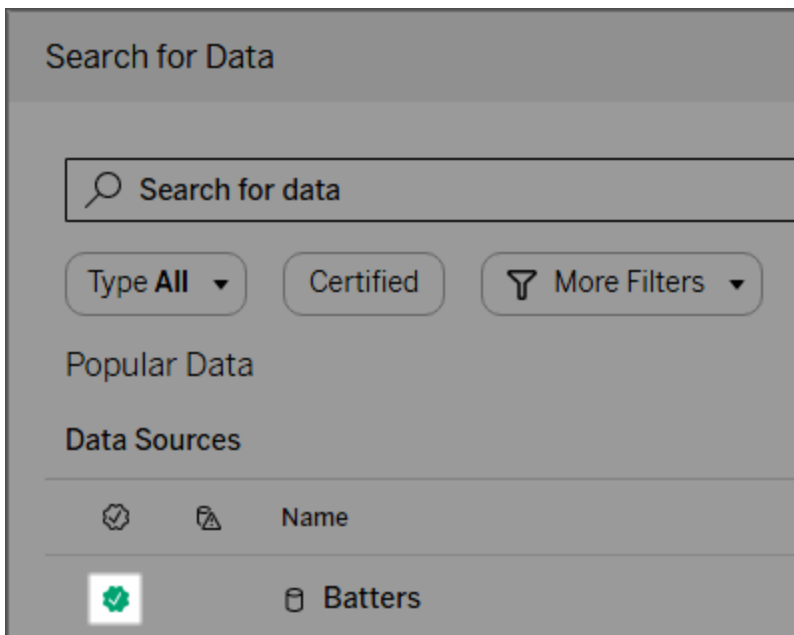 Search for Data
Search for data
Type All Certified More Filters
Popular Data
Data Sources
Name
Batters